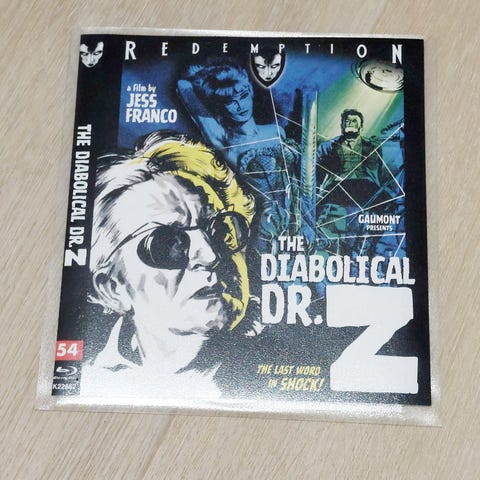 REDEMPTION
a film by
JESS
FRANCO
THE DIABOLICAL DR. Z
GAUMONT
PRESENTS
THE
DIABOLICAL
DR. Z
THE LAST WORD
IN SHOCK!
54